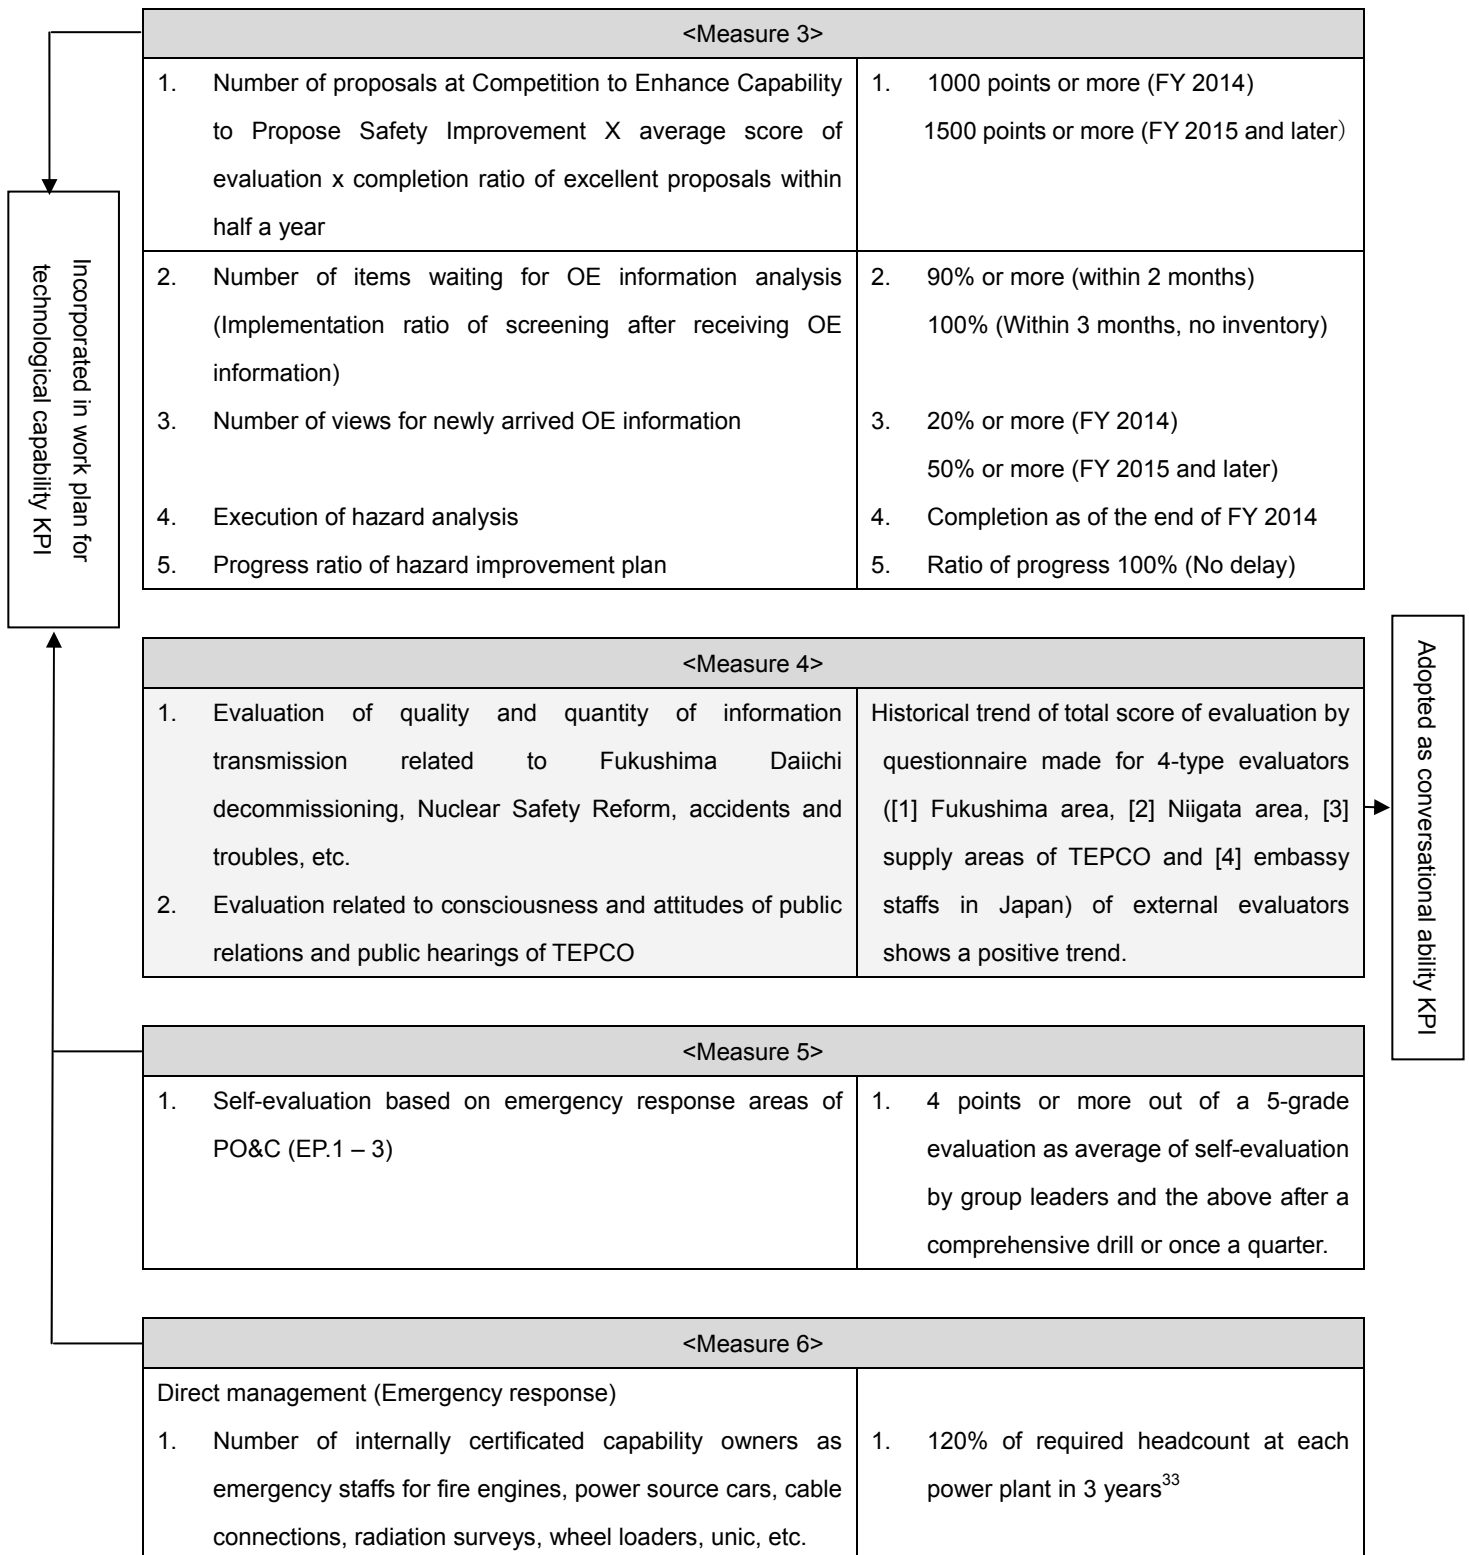 <Measure 3>
1. Number of proposals at Competition to Enhance Capability
to Propose Safety Improvement X average score of
evaluation x completion ratio of excellent proposals within
half a year
1. 1000 points or more (FY 2014)
1500 points or more (FY 2015 and later）
2. Number of items waiting for OE information analysis
(Implementation ratio of screening after receiving OE
information)
2. 90% or more (within 2 months)
100% (Within 3 months, no inventory)
3. Number of views for newly arrived OE information
3. 20% or more (FY 2014)
50% or more (FY 2015 and later)
4. Execution of hazard analysis
4. Completion as of the end of FY 2014
5. Progress ratio of hazard improvement plan
5. Ratio of progress 100% (No delay)
Incorporated in work plan for
technological capability KPI
<Measure 4>
1. Evaluation of quality and quantity of information
transmission related to Fukushima Daiichi
decommissioning, Nuclear Safety Reform, accidents and
troubles, etc.
2. Evaluation related to consciousness and attitudes of public
relations and public hearings of TEPCO
Historical trend of total score of evaluation by
questionnaire made for 4-type evaluators
([1] Fukushima area, [2] Niigata area, [3]
supply areas of TEPCO and [4] embassy
staffs in Japan) of external evaluators
shows a positive trend.
Adopted as conversational ability KPI
<Measure 5>
1. Self-evaluation based on emergency response areas of
PO&C (EP.1 – 3)
1. 4 points or more out of a 5-grade
evaluation as average of self-evaluation
by group leaders and the above after a
comprehensive drill or once a quarter.
<Measure 6>
Direct management (Emergency response)
1. Number of internally certificated capability owners as
emergency staffs for fire engines, power source cars, cable
connections, radiation surveys, wheel loaders, unic, etc.
1. 120% of required headcount at each
power plant in 3 years33